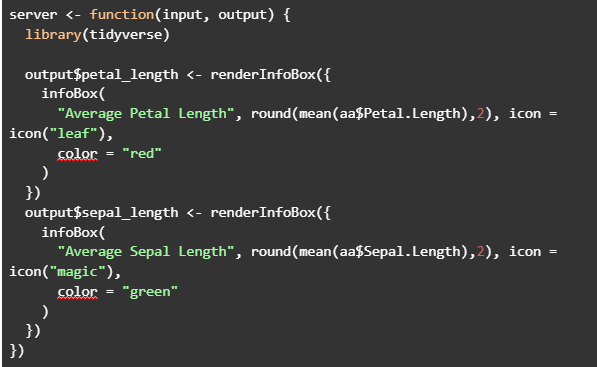 server <- function(input, output) {
  library(tidyverse)
  output$petal_length <- renderInfoBox({
    infoBox(
      "Average Petal Length", round(mean(aa$Petal.Length),2), icon =
icon("leaf"),
      color = "red"
    )
  })
  output$sepal_length <- renderInfoBox({
    infoBox(
      "Average Sepal Length", round(mean(aa$Sepal.Length),2), icon =
icon("magic"),
      color = "green"
    )
  })
})